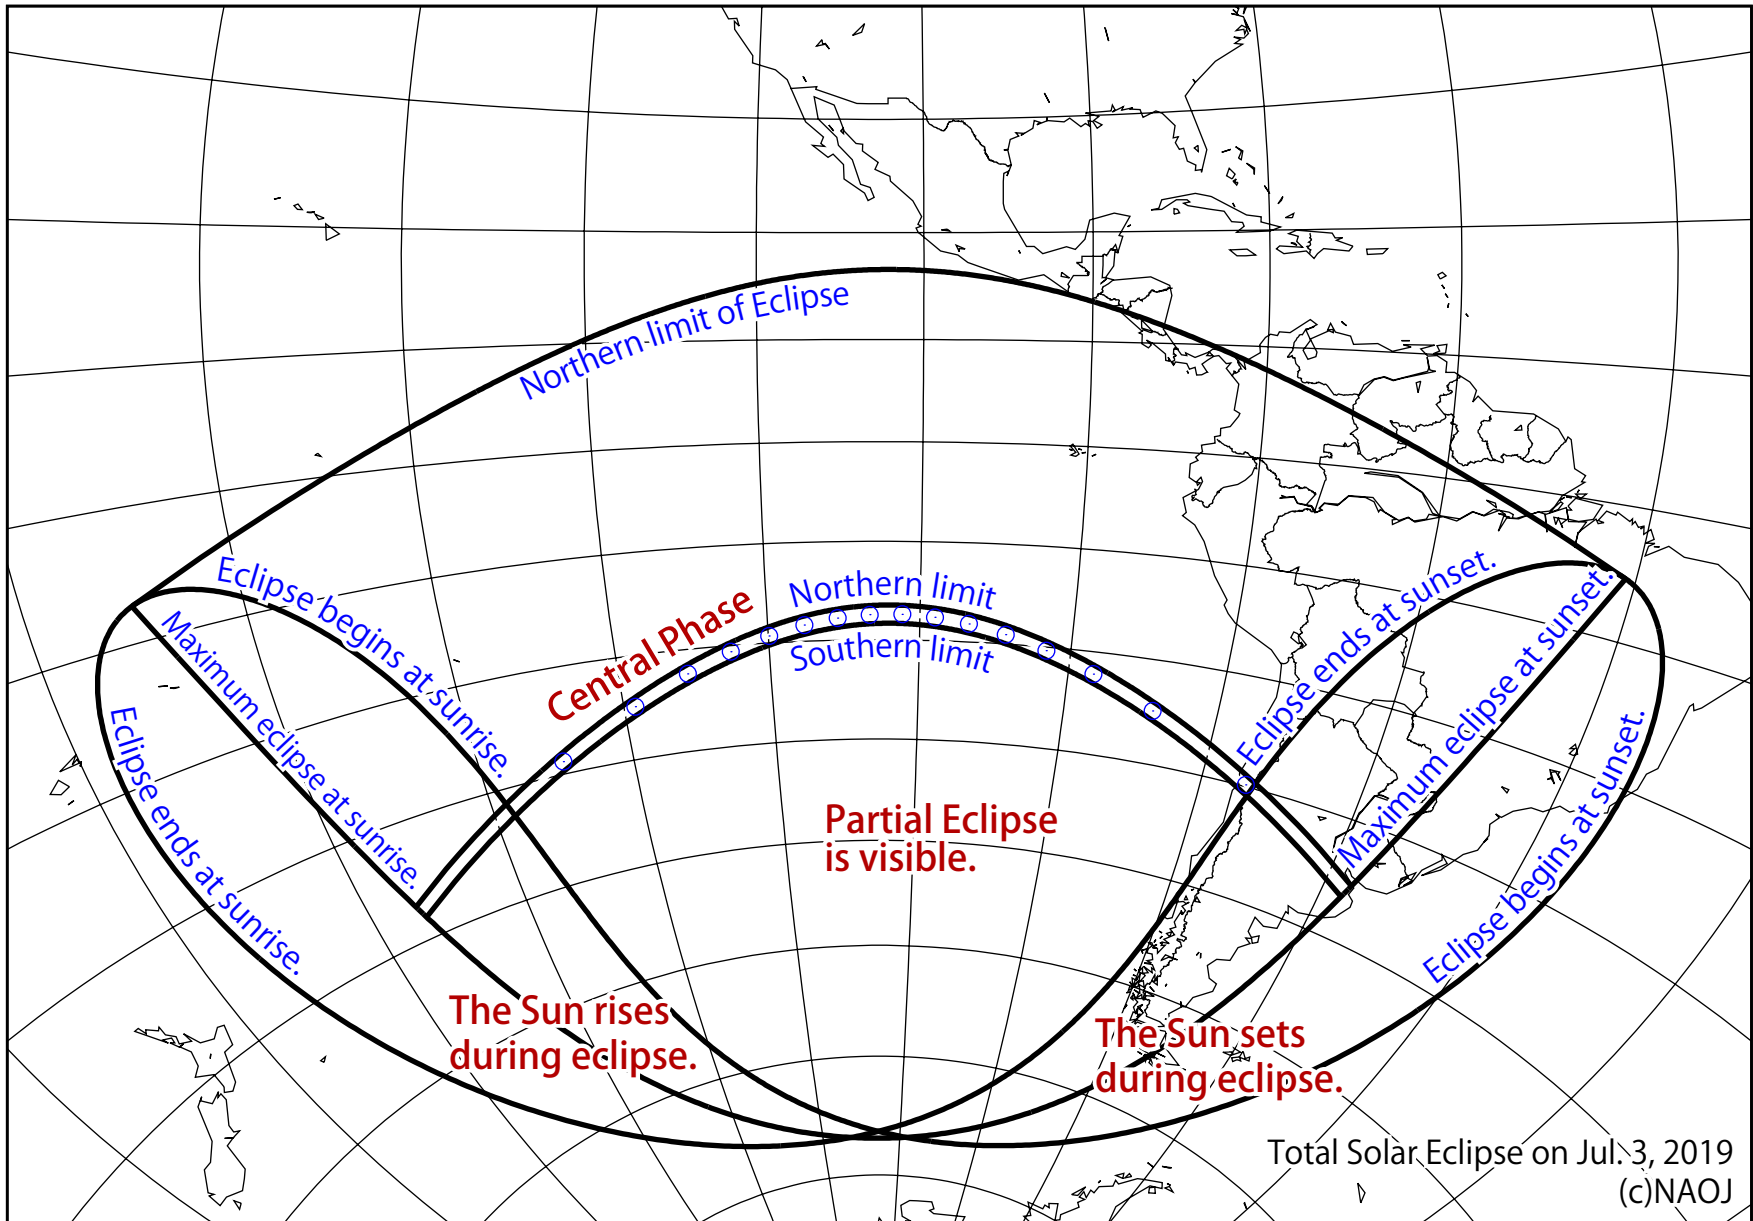 Northern limit of Eclipse
Eclipse begins at sunrise.
Maximum eclipse at sunrise.
Eclipse ends at sunrise.
Central Phase
Northern limit
Southern limit
Eclipse ends at sunset.
Maximum eclipse at sunset.
Eclipse begins at sunset.
Partial Eclipse
is visible.
The Sun rises
during eclipse.
The Sun sets
during eclipse.
Total Solar Eclipse on Jul. 3, 2019
(c)NAOJ